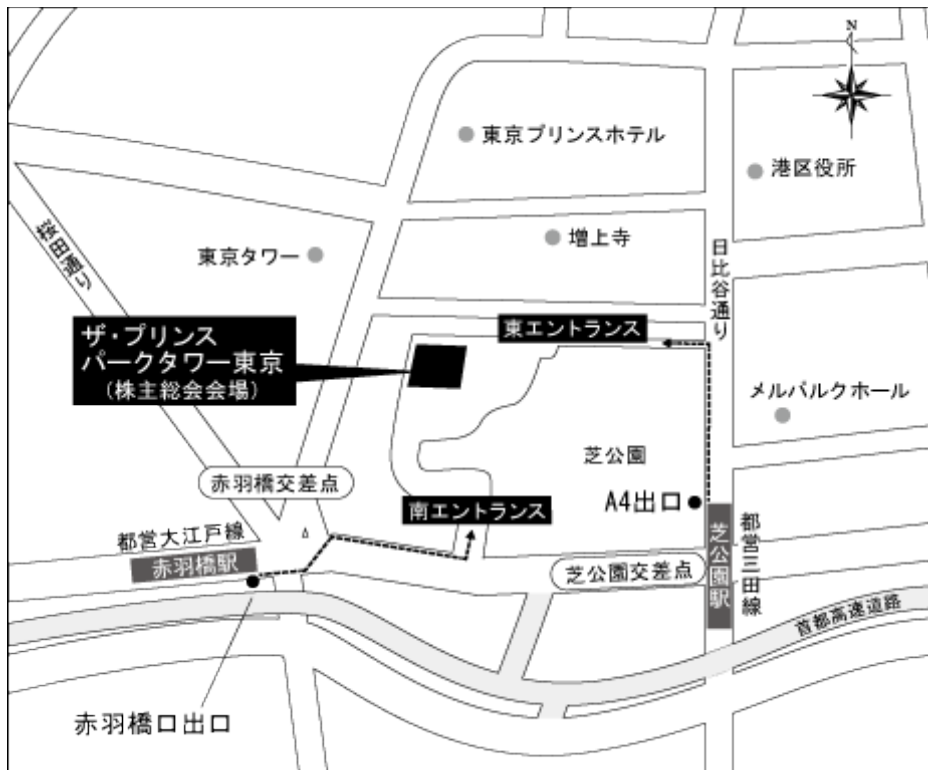 N
東京プリンスホテル
港区役所
桜田通り
東京タワー
増上寺
日比谷通り
ザ・プリンス
パークタワー東京
(株主総会会場)
東エントランス
メルパルクホール
芝公園
赤羽橋交差点
A4出口
南エントランス
都営大江戸線
赤羽橋駅
芝公園交差点
芝公園駅
都営三田線
首都高速道路
赤羽橋口出口